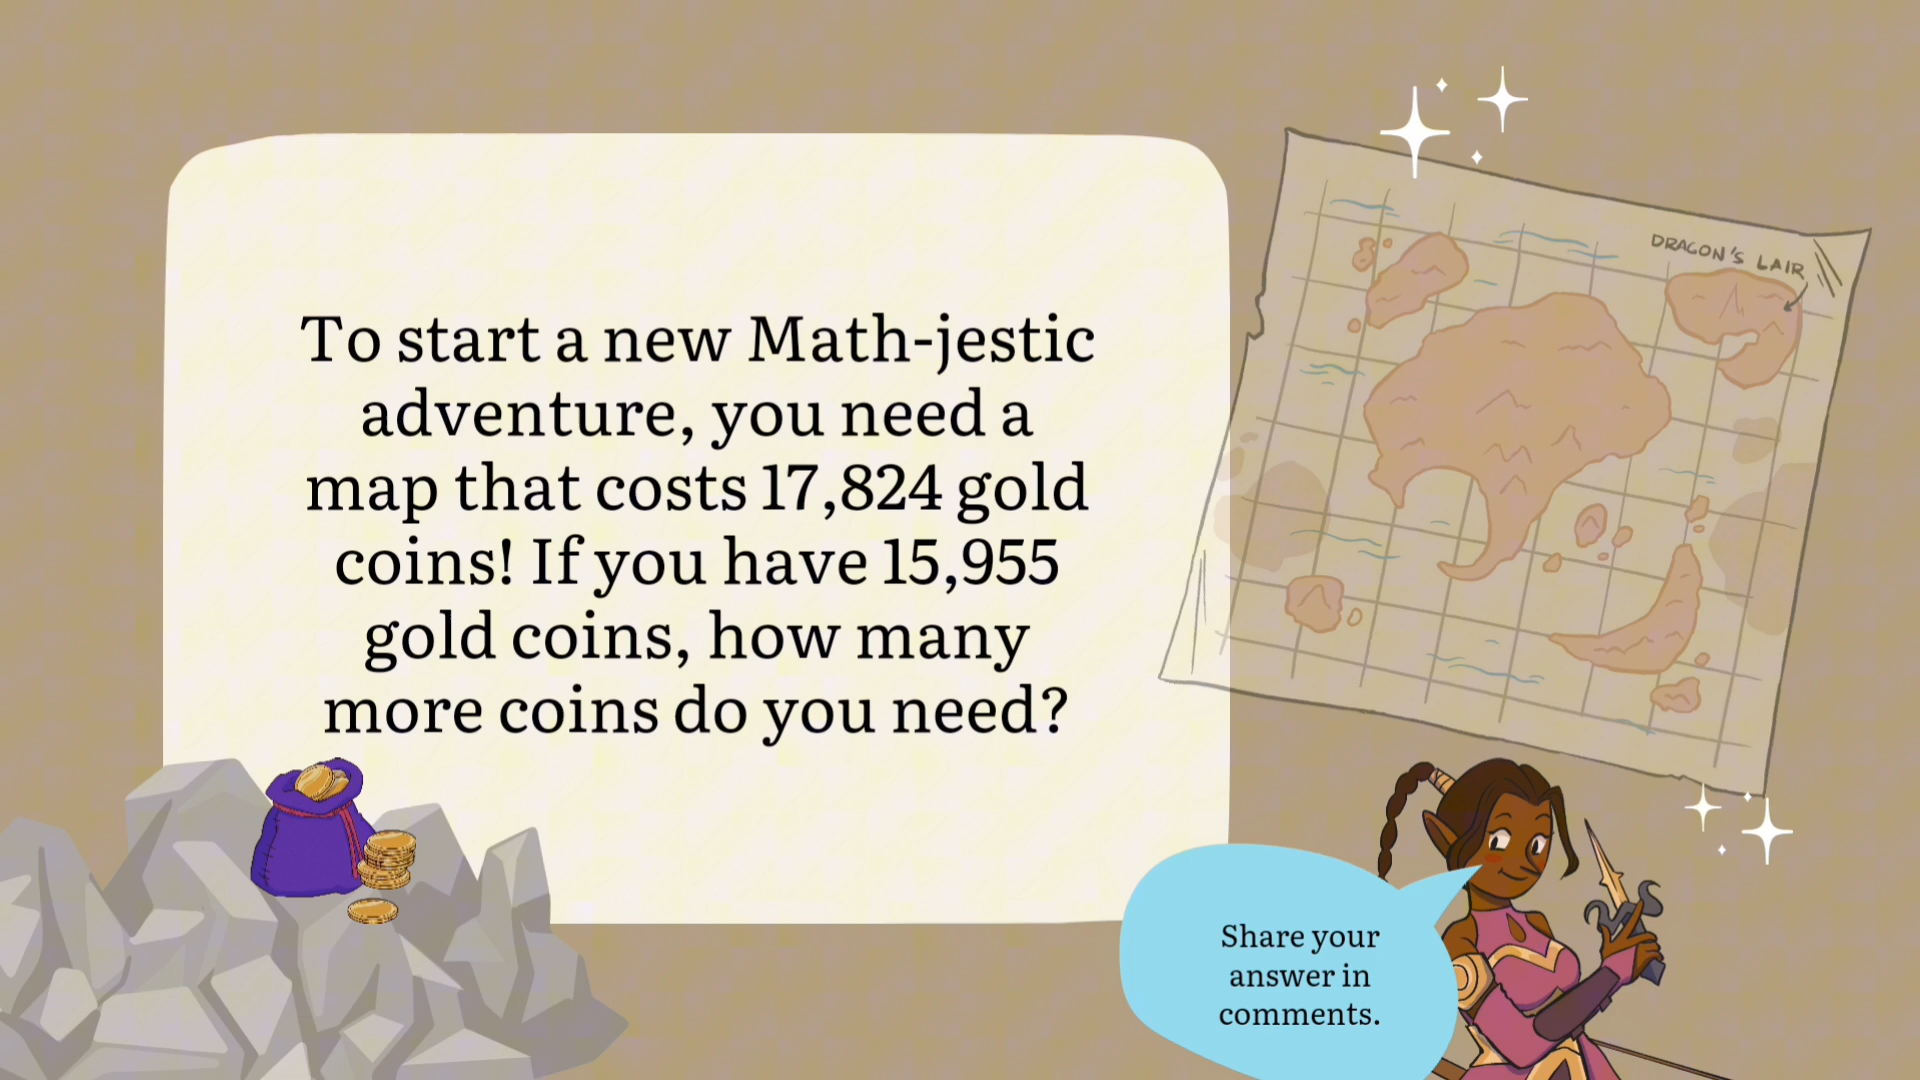 DRAGON'S LAIR
To start a new Math-jestic
adventure, you need a
map that costs 17,824 gold
coins! If you have 15,955
gold coins, how many
more coins do you need?
Share your
answer in
comments.